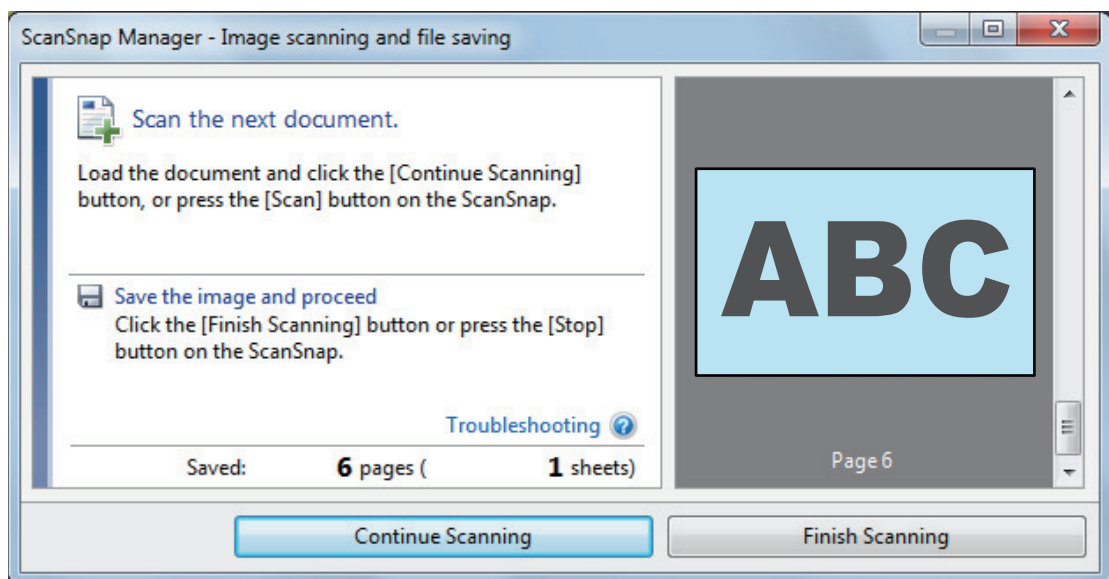 ScanSnap Manager - Image scanning and file saving
Scan the next document.
Load the document and click the [Continue Scanning]
button, or press the [Scan] button on the ScanSnap.
Save the image and proceed
Click the [Finish Scanning] button or press the [Stop]
button on the ScanSnap.
Troubleshooting
Saved: 6 pages ( 1 sheets)
ABC
Page 6
Continue Scanning
Finish Scanning